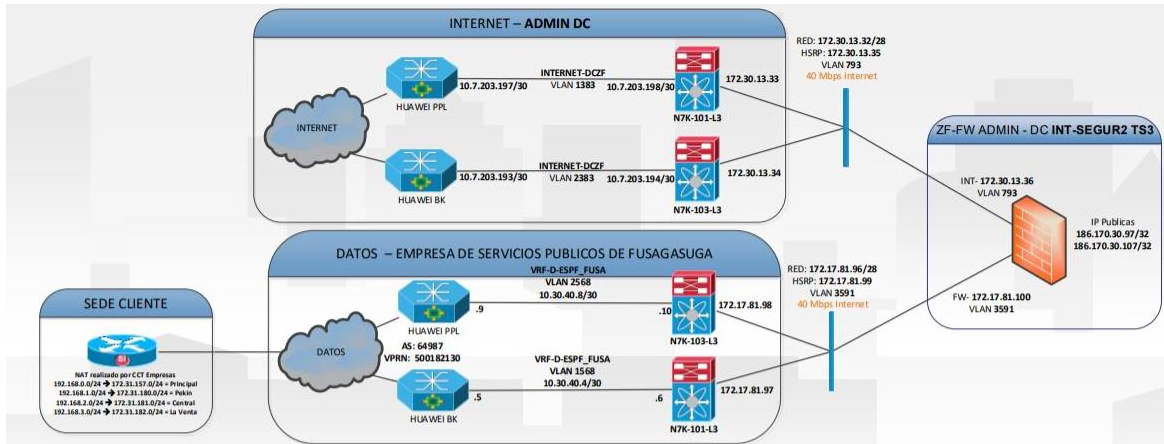 INTERNET – ADMIN DC
INTERNET
HUAWEI PPL
10.7.203.197/30
INTERNET-DCZF
VLAN 1383
10.7.203.198/30
172.30.13.33
N7K-101-L3
HUAWEI BK
10.7.203.193/30
INTERNET-DCZF
VLAN 2383
10.7.203.194/30
172.30.13.34
N7K-103-L3
RED: 172.30.13.32/28
HSRP: 172.30.13.35
VLAN 793
40 Mbps Internet
ZF-FW ADMIN - DC INT-SEGUR2 TS3
INT- 172.30.13.36
VLAN 793
IP Publicas
186.170.30.97/32
186.170.30.107/32
FW- 172.17.81.100
VLAN 3591
DATOS – EMPRESA DE SERVICIOS PUBLICOS DE FUSAGASUGA
VRF-D-ESPF_FUSA
VLAN 2568
10.30.40.8/30
.9
.10
172.17.81.98
HUAWEI PPL
N7K-103-L3
DATOS
AS: 64987
VPRN: 500182130
VRF-D-ESPF_FUSA
VLAN 1568
10.30.40.4/30
.5
.6
172.17.81.97
HUAWEI BK
N7K-101-L3
RED: 172.17.81.96/28
HSRP: 172.17.81.99
VLAN 3591
40 Mbps Internet
SEDE CLIENTE
SI
NAT realizado por CCT Empresas
192.168.0.0/24 → 172.31.157.0/24 = Principal
192.168.1.0/24 → 172.31.180.0/24 = Pekin
192.168.2.0/24 → 172.31.181.0/24 = Central
192.168.3.0/24 → 172.31.182.0/24 = La Venta